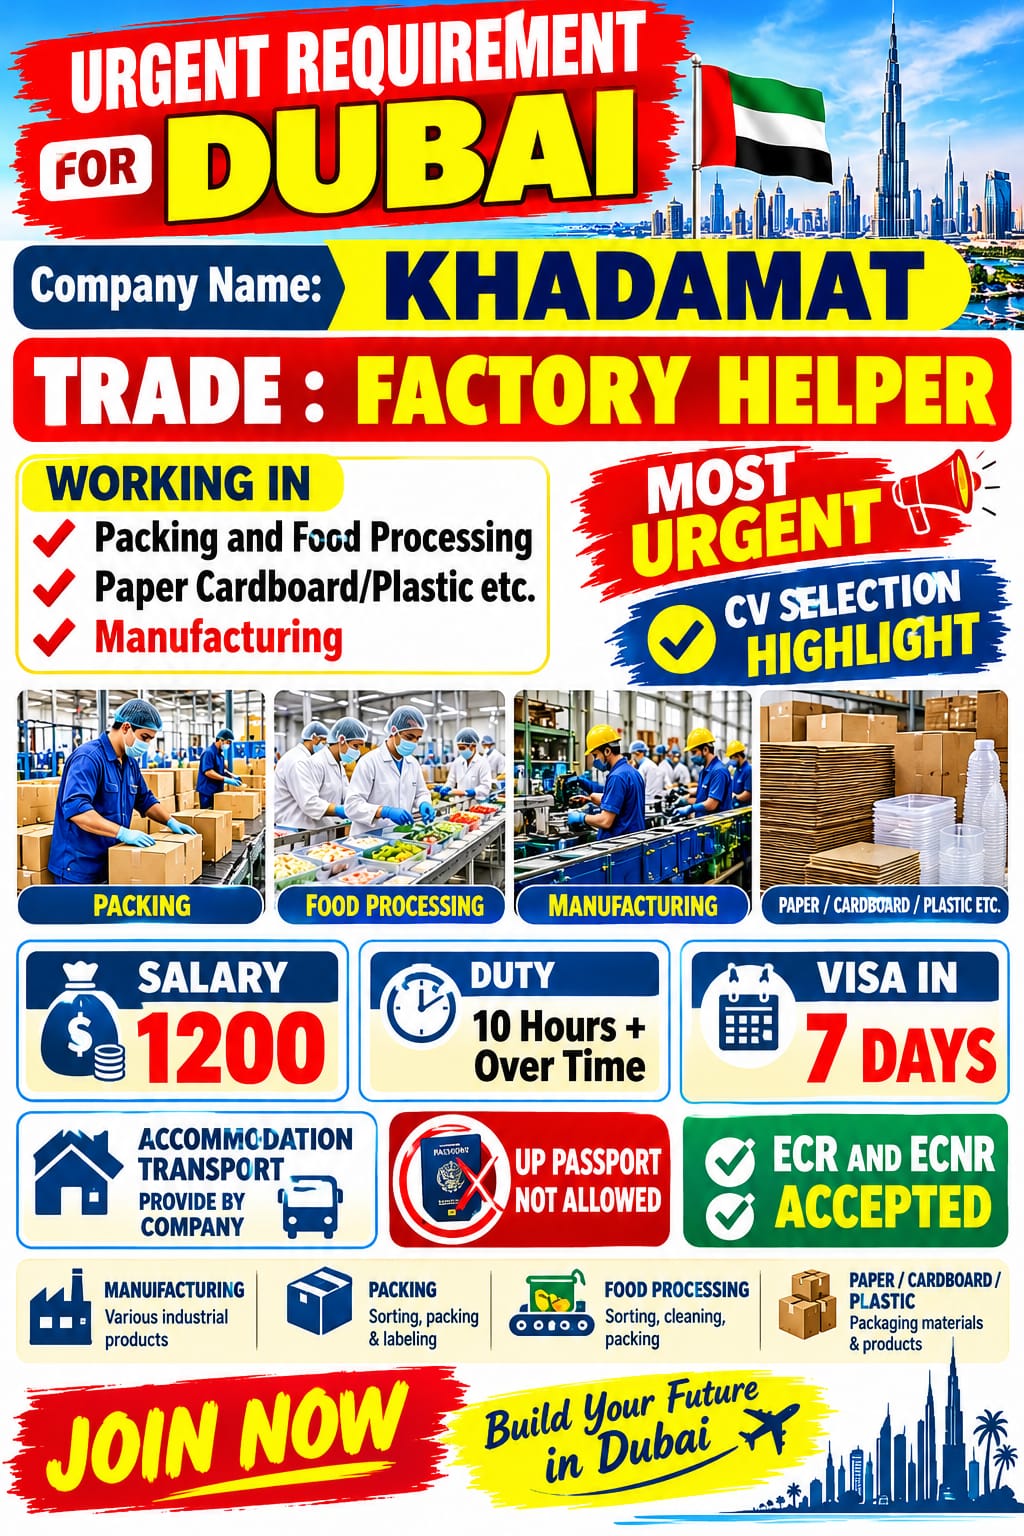 URGENT REQUIREMENT
FOR DUBAI
Company Name: KHADAMAT
TRADE : FACTORY HELPER
WORKING IN
Packing and Food Processing
Paper Cardboard/Plastic etc.
Manufacturing
MOST
URGENT
CV SELECTION
HIGHLIGHT
PACKING
FOOD PROCESSING
MANUFACTURING
PAPER / CARDBOARD / PLASTIC ETC.
SALARY
1200
DUTY
10 Hours +
Over Time
VISA IN
7 DAYS
ACCOMMODATION
TRANSPORT
PROVIDE BY
COMPANY
PASSPORT
UP PASSPORT
NOT ALLOWED
ECR AND ECNR
ACCEPTED
MANUFACTURING
Various industrial
products
PACKING
Sorting, packing
& labeling
FOOD PROCESSING
Sorting, cleaning,
packing
PAPER / CARDBOARD /
PLASTIC
Packaging materials
& products
JOIN NOW
Build Your Future
in Dubai